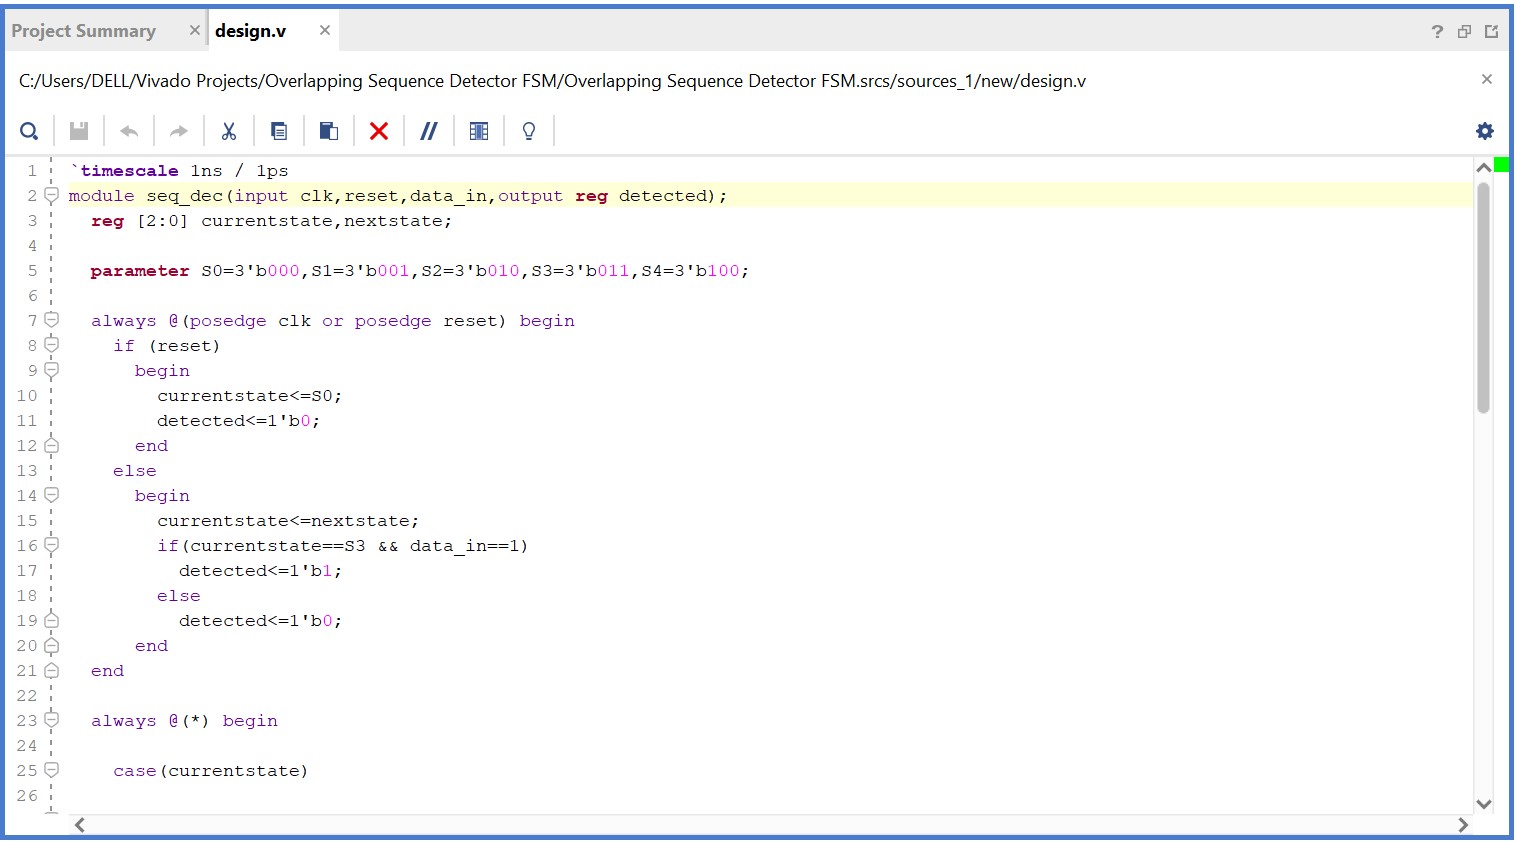 Project Summary × design.v × ?
C:/Users/DELL/Vivado Projects/Overlapping Sequence Detector FSM/Overlapping Sequence Detector FSM.srcs/sources_1/new/design.v ×
1 `timescale 1ns / 1ps
2 module seq_dec(input clk,reset,data_in,output reg detected);
3 reg [2:0] currentstate,nextstate;
4
5 parameter S0=3'b000,S1=3'b001,S2=3'b010,S3=3'b011,S4=3'b100;
6
7 always @(posedge clk or posedge reset) begin
8 if (reset)
9 begin
10 currentstate<=S0;
11 detected<=1'b0;
12 end
13 else
14 begin
15 currentstate<=nextstate;
16 if(currentstate==S3 && data_in==1)
17 detected<=1'b1;
18 else
19 detected<=1'b0;
20 end
21 end
22
23 always @(*) begin
24
25 case(currentstate)
26